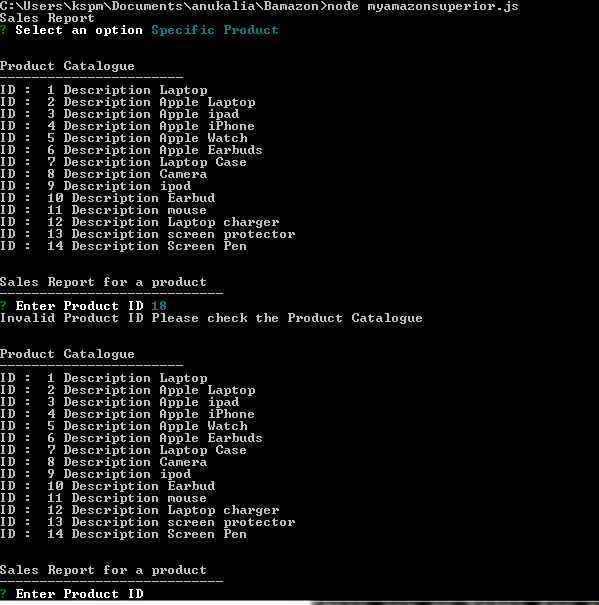 C:\Users\kspm\Documents\anukalia\Bamazon>node myamazonsuperior.js
Sales Report
? Select an option Specific Product
Product Catalogue
-----------------------
ID :  1 Description Laptop
ID :  2 Description Apple Laptop
ID :  3 Description Apple ipad
ID :  4 Description Apple iPhone
ID :  5 Description Apple Watch
ID :  6 Description Apple Earbuds
ID :  7 Description Laptop Case
ID :  8 Description Camera
ID :  9 Description ipod
ID :  10 Description Earbud
ID :  11 Description mouse
ID :  12 Description Laptop charger
ID :  13 Description screen protector
ID :  14 Description Screen Pen
Sales Report for a product
----------------------------
? Enter Product ID 18
Invalid Product ID Please check the Product Catalogue
Product Catalogue
-----------------------
ID :  1 Description Laptop
ID :  2 Description Apple Laptop
ID :  3 Description Apple ipad
ID :  4 Description Apple iPhone
ID :  5 Description Apple Watch
ID :  6 Description Apple Earbuds
ID :  7 Description Laptop Case
ID :  8 Description Camera
ID :  9 Description ipod
ID :  10 Description Earbud
ID :  11 Description mouse
ID :  12 Description Laptop charger
ID :  13 Description screen protector
ID :  14 Description Screen Pen
Sales Report for a product
----------------------------
? Enter Product ID